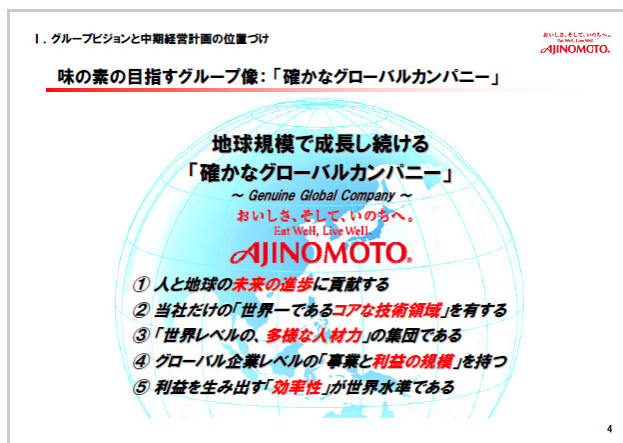 Ⅰ．グループビジョンと中期経営計画の位置づけ
おいしさ、そして、いのちへ。
Eat Well, Live Well.
AJINOMOTO®
味の素の目指すグループ像：「確かなグローバルカンパニー」
地球規模で成長し続ける
「確かなグローバルカンパニー」
～ Genuine Global Company ～
おいしさ、そして、いのちへ。
Eat Well, Live Well.
AJINOMOTO®
① 人と地球の未来の進歩に貢献する
② 当社だけの「世界一であるコアな技術領域」を有する
③ 「世界レベルの、多様な人材力」の集団である
④ グローバル企業レベルの「事業と利益の規模」を持つ
⑤ 利益を生み出す「効率性」が世界水準である
4